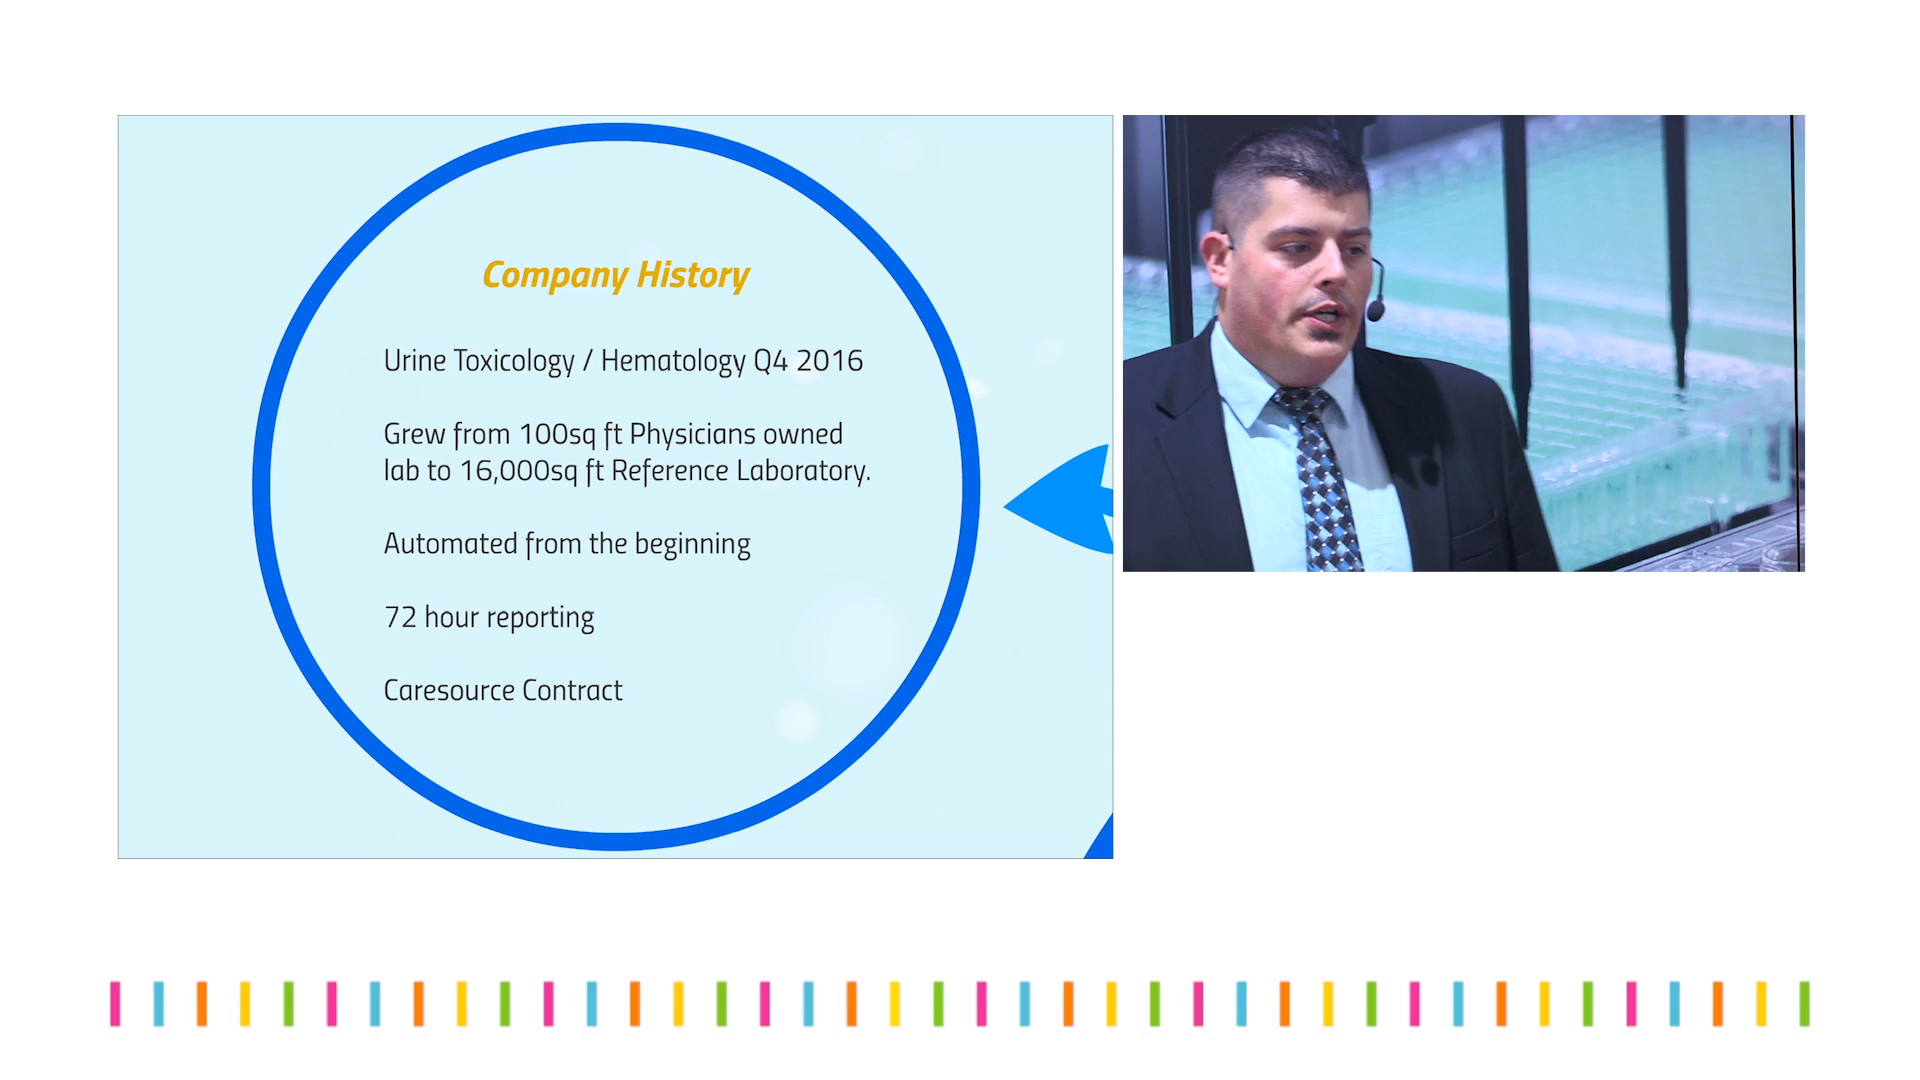 Company History
Urine Toxicology / Hematology Q4 2016
Grew from 100sq ft Physicians owned
lab to 16,000sq ft Reference Laboratory.
Automated from the beginning
72 hour reporting
Caresource Contract